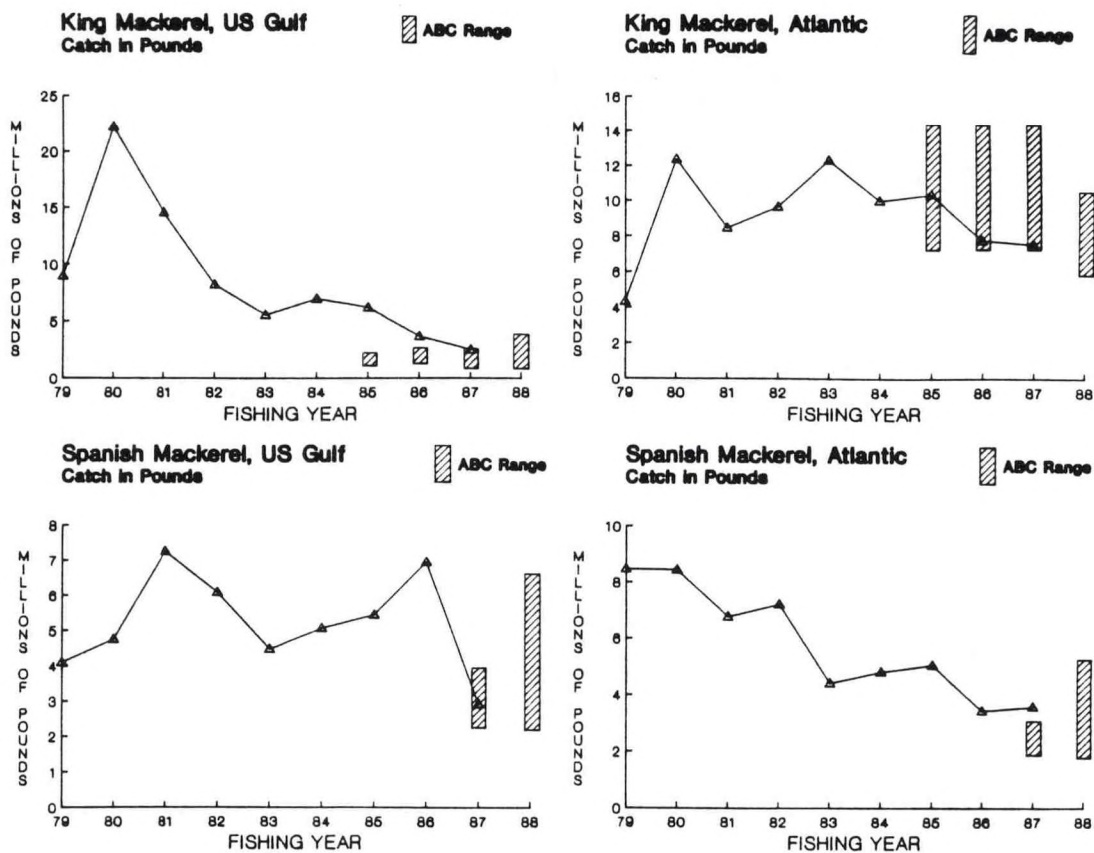 King Mackerel, US Gulf
Catch in Pounds
ABC Range
MILLIONS OF POUNDS
25
20
15
10
5
0
79 80 81 82 83 84 85 86 87 88
FISHING YEAR
King Mackerel, Atlantic
Catch in Pounds
ABC Range
MILLIONS OF POUNDS
16
14
12
10
8
6
4
2
0
79 80 81 82 83 84 85 86 87 88
FISHING YEAR
Spanish Mackerel, US Gulf
Catch in Pounds
ABC Range
MILLIONS OF POUNDS
8
7
6
5
4
3
2
1
0
79 80 81 82 83 84 85 86 87 88
FISHING YEAR
Spanish Mackerel, Atlantic
Catch in Pounds
ABC Range
MILLIONS OF POUNDS
10
8
6
4
2
0
79 80 81 82 83 84 85 86 87 88
FISHING YEAR